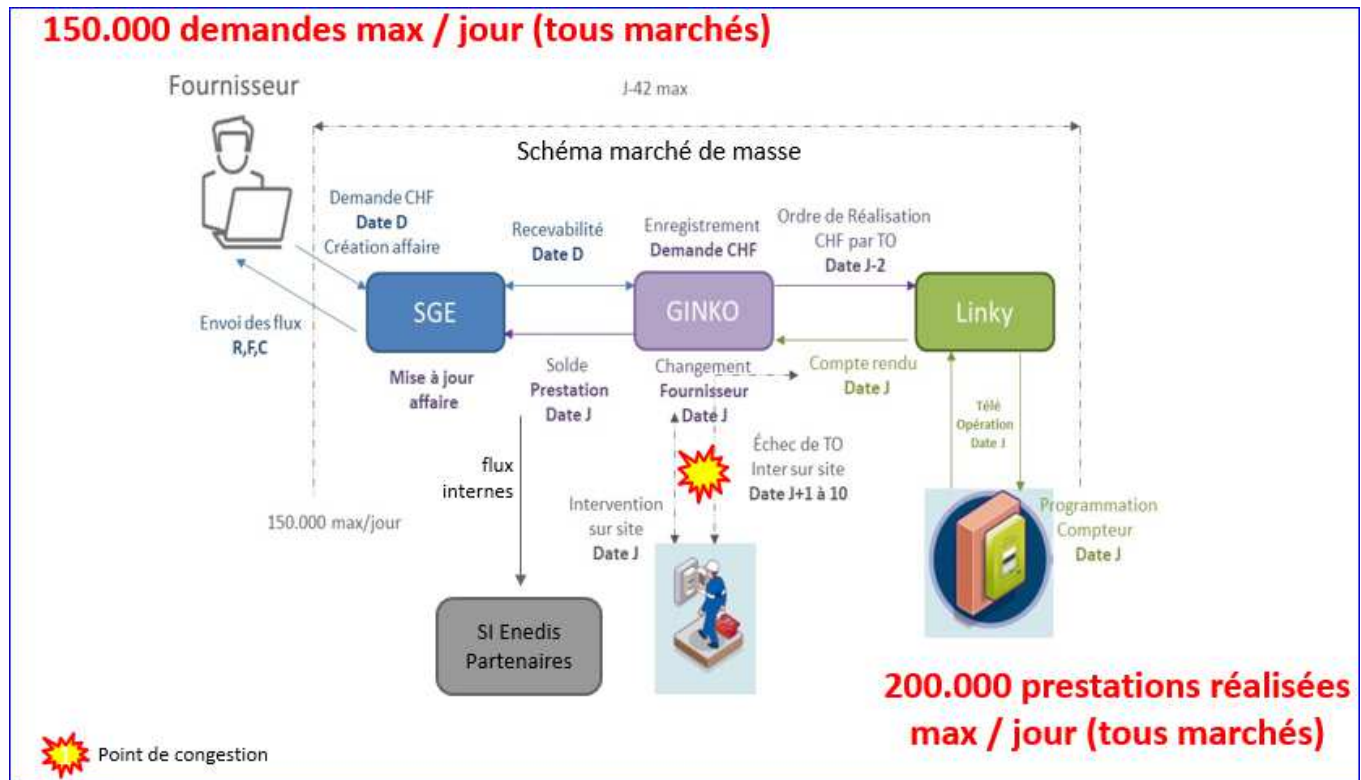 150.000 demandes max / jour (tous marchés)
Fournisseur
J-42 max
Schéma marché de masse
Demande CHF
Date D
Création affaire
Recevabilité
Date D
Enregistrement
Demande CHF
Ordre de Réalisation
CHF par TO
Date J-2
SGE
GINKO
Linky
Envoi des flux
R,F,C
Mise à jour
affaire
Solde
Prestation
Date J
Changement
Fournisseur
Date J
Compte rendu
Date J
Télé
Opération
Date J
flux
internes
Échec de TO
Inter sur site
Date J+1 à 10
150.000 max/jour
Intervention
sur site
Date J
Programmation
Compteur
Date J
SI Enedis
Partenaires
200.000 prestations réalisées
max / jour (tous marchés)
1 Point de congestion